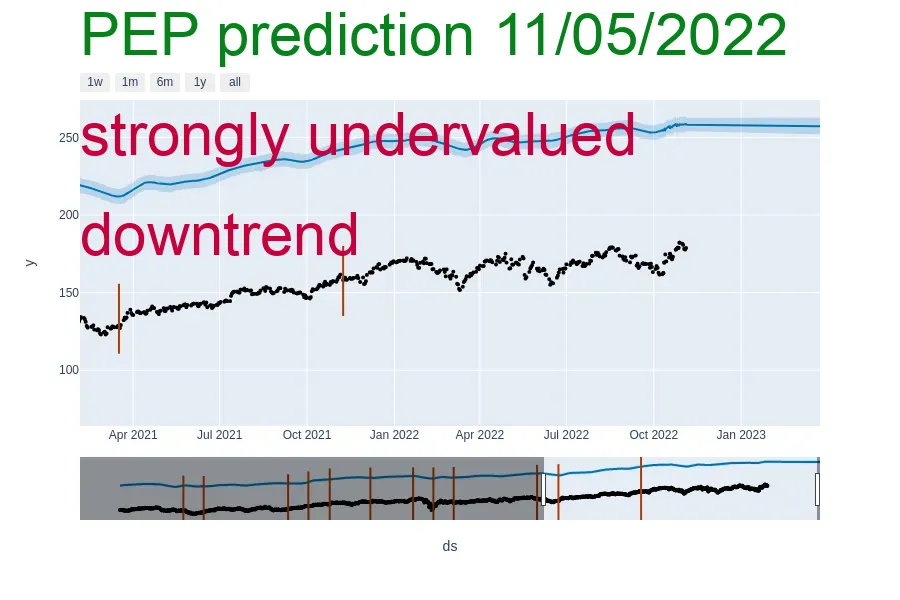 PEP prediction 11/05/2022
1w 1m 6m 1y all
strongly undervalued
250
200
downtrend
y
150
100
Apr 2021 Jul 2021 Oct 2021 Jan 2022 Apr 2022 Jul 2022 Oct 2022 Jan 2023
ds